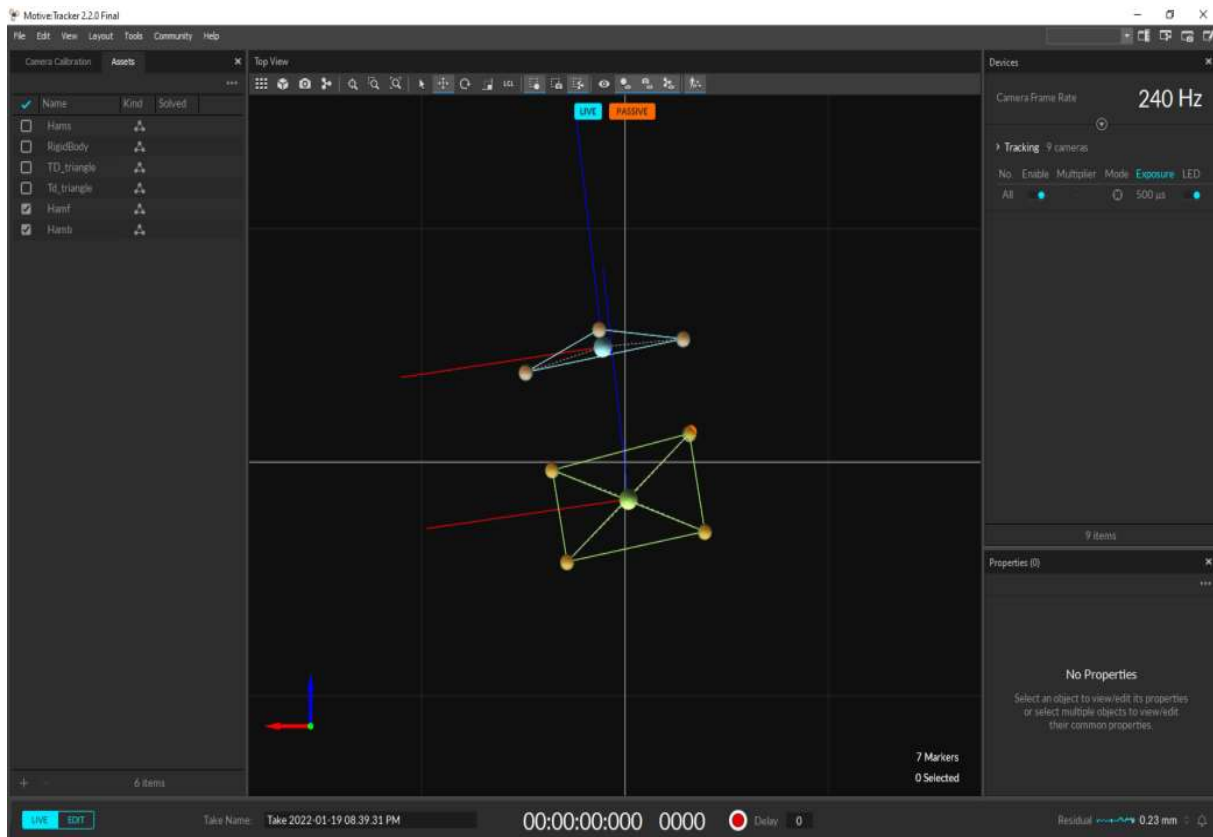 Motive:Tracker 2.2.0 Final
File Edit View Layout Tools Community Help
Camera Calibration Assets
Name Kind Solved
Hams
RigidBody
TD_triangle
Td_triangle
Hamf
Hamb
6 items
Top View
LCL
LIVE PASSIVE
7 Markers
0 Selected
Devices
Camera Frame Rate 240 Hz
Tracking 9 cameras
No. Enable Multiplier Mode Exposure LED
All 500 µs
9 items
Properties (0)
No Properties
Select an object to view/edit its properties
or select multiple objects to view/edit
their common properties.
LIVE EDIT Take Name: Take 2022-01-19 08.39.31 PM 00:00:00:000 0000 Delay 0 Residual 0.23 mm